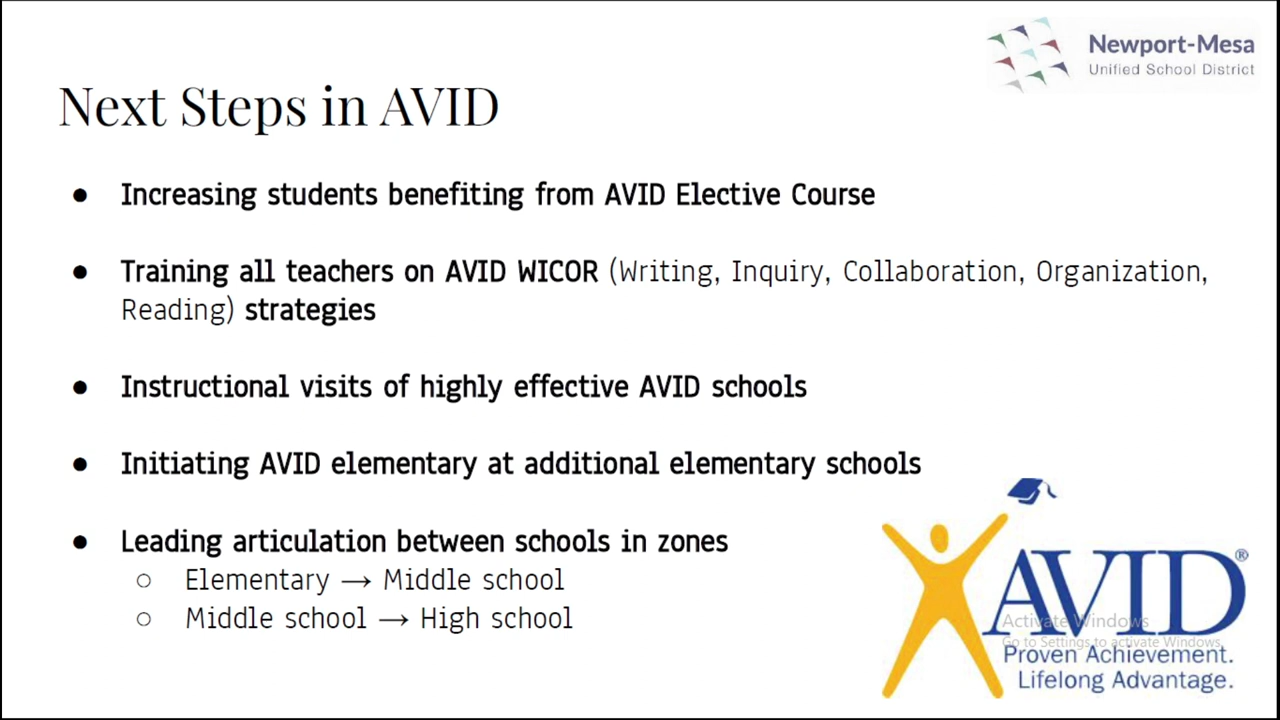 Newport-Mesa
Unified School District
Next Steps in AVID
● Increasing students benefiting from AVID Elective Course
● Training all teachers on AVID WICOR (Writing, Inquiry, Collaboration, Organization,
Reading) strategies
● Instructional visits of highly effective AVID schools
● Initiating AVID elementary at additional elementary schools
● Leading articulation between schools in zones
○ Elementary → Middle school
○ Middle school → High school
AVID®
Activate Windows
Go to Settings to activate Windows.
Proven Achievement.
Lifelong Advantage.